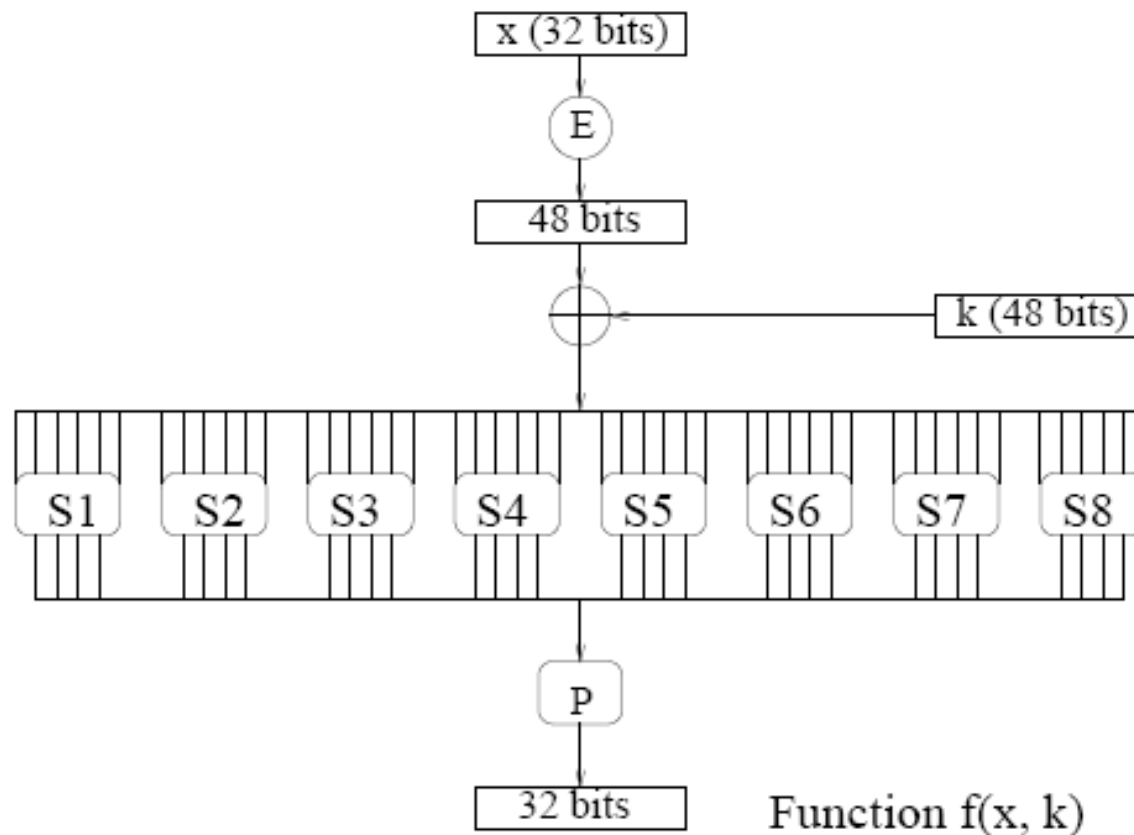 x (32 bits)
E
48 bits
k (48 bits)
S1 S2 S3 S4 S5 S6 S7 S8
P
32 bits
Function f(x, k)